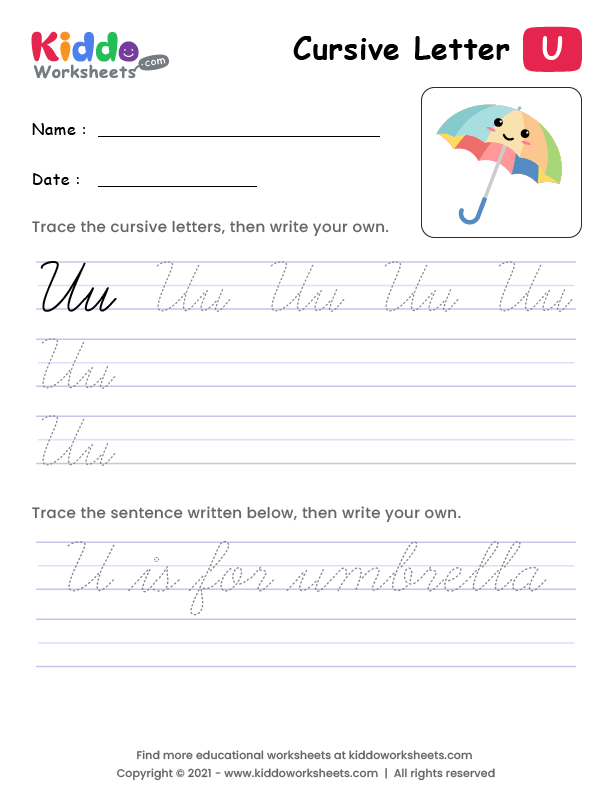 Kiddo Cursive Letter U
Worksheets.com
Name :
Date :
Trace the cursive letters, then write your own.
Uu Uu Uu Uu Uu
Uu
Uu
Trace the sentence written below, then write your own.
U is for umbrella
Find more educational worksheets at kiddoworksheets.com
Copyright © 2021 - www.kiddoworksheets.com | All rights reserved